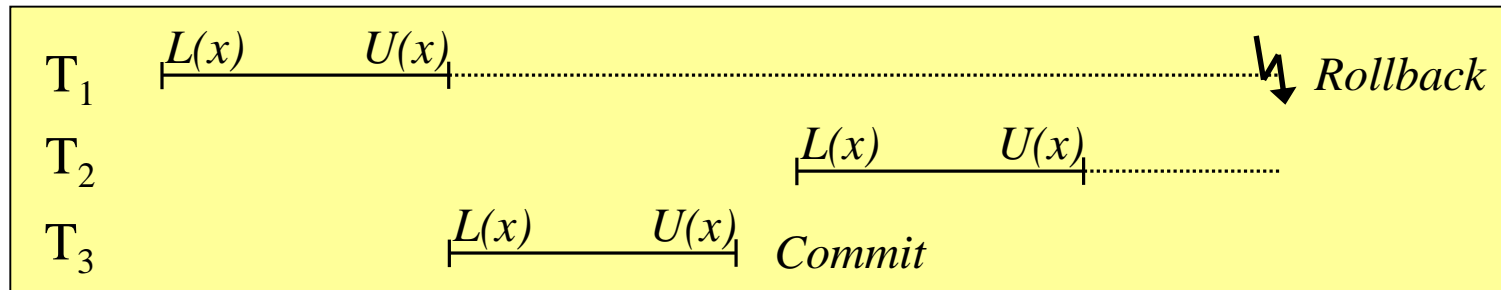 T₁ L(x) U(x) Rollback
T₂ L(x) U(x)
T₃ L(x) U(x) Commit